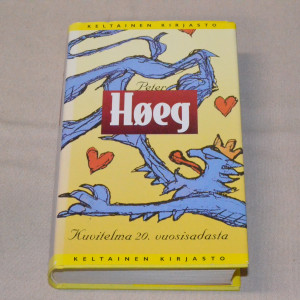 KELTAINEN KIRJASTO
Peter
Høeg
Kuvitelma 20. vuosisadasta
KELTAINEN KIRJASTO